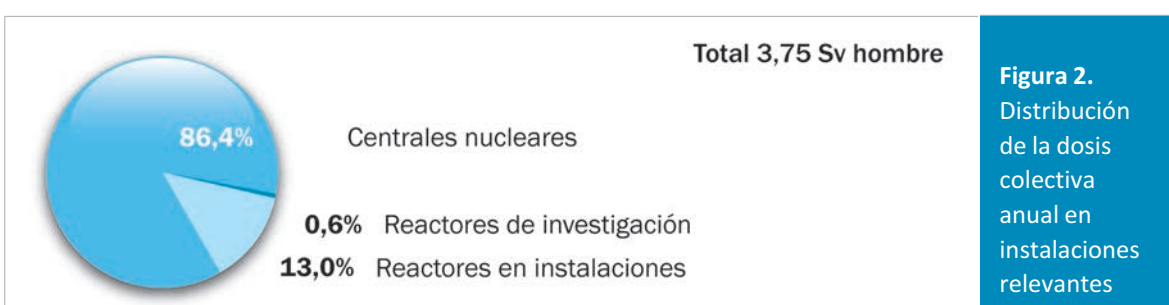 Total 3,75 Sv hombre
86,4%
Centrales nucleares
0,6% Reactores de investigación
13,0% Reactores en instalaciones
Figura 2.
Distribución
de la dosis
colectiva
anual en
instalaciones
relevantes